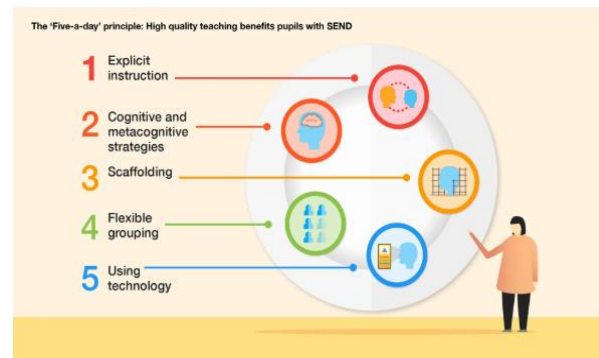 The ‘Five-a-day’ principle: High quality teaching benefits pupils with SEND
1 Explicit
instruction
2 Cognitive and
metacognitive
strategies
3 Scaffolding
4 Flexible
grouping
5 Using
technology